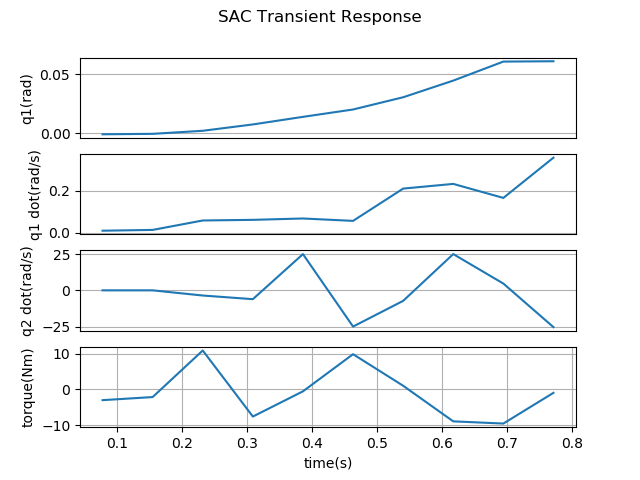 SAC Transient Response
0.05
0.00
q1(rad)
0.2
0.0
q1 dot(rad/s)
25
0
−25
q2 dot(rad/s)
10
0
−10
torque(Nm)
0.1 0.2 0.3 0.4 0.5 0.6 0.7 0.8
time(s)